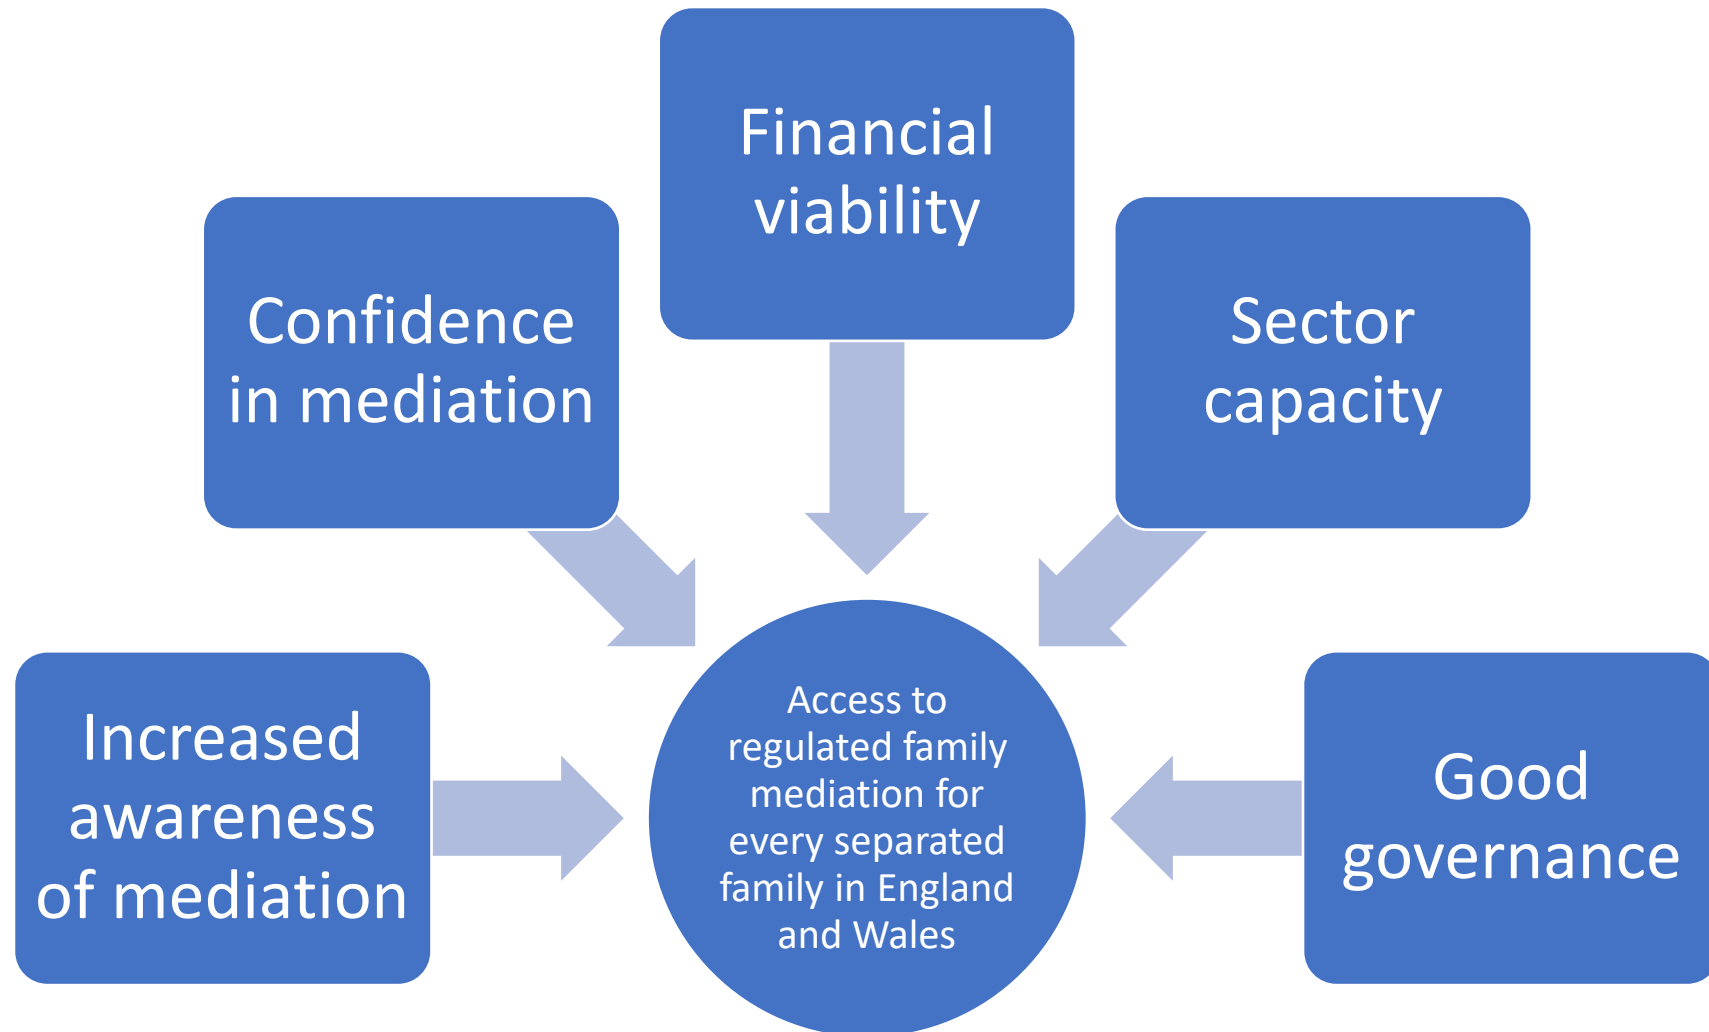 Financial
viability
Confidence
in mediation
Sector
capacity
Increased
awareness
of mediation
Access to
regulated family
mediation for
every separated
family in England
and Wales
Good
governance